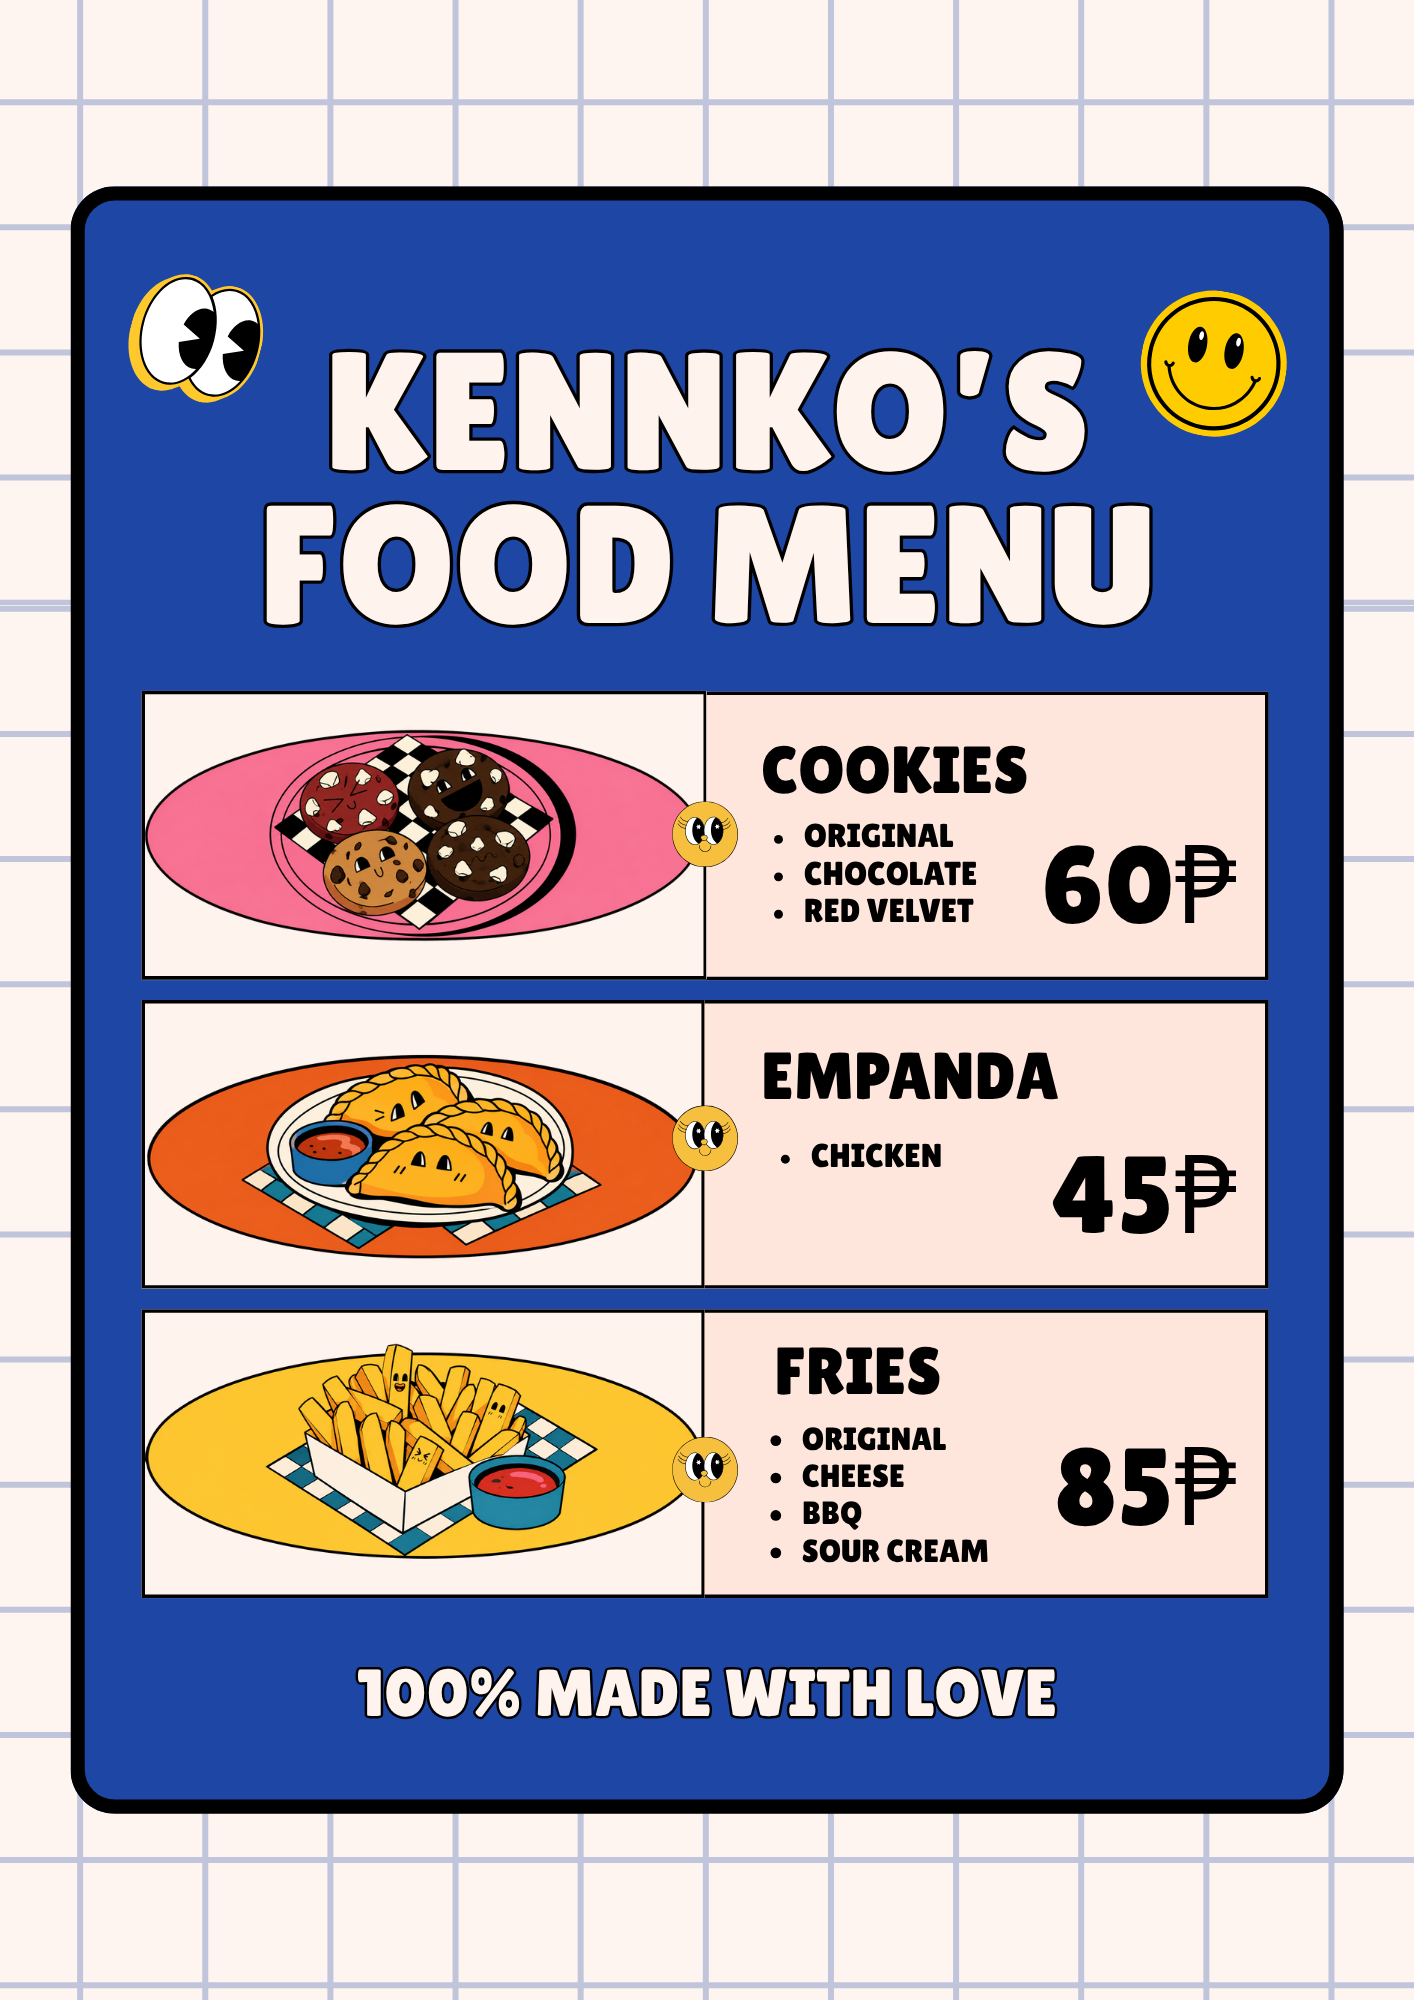 KENNKO'S
FOOD MENU
COOKIES
• ORIGINAL
• CHOCOLATE
• RED VELVET
60₱
EMPANDA
• CHICKEN
45₱
FRIES
• ORIGINAL
• CHEESE
• BBQ
• SOUR CREAM
85₱
100% MADE WITH LOVE